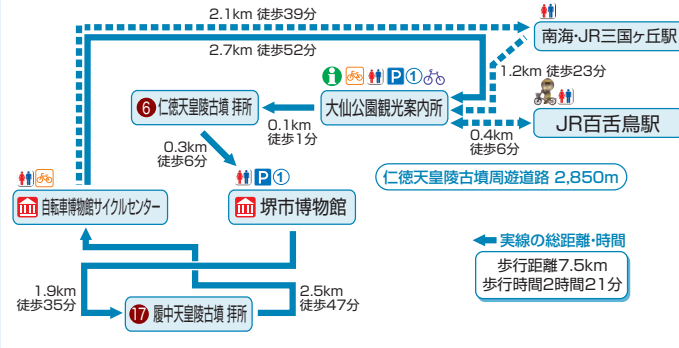 2.1km 徒歩39分
2.7km 徒歩52分
南海・JR三国ヶ丘駅
1.2km 徒歩23分
6 仁徳天皇陵古墳 拝所
P 1
大仙公園観光案内所
0.1km
徒歩1分
0.4km
徒歩6分
JR百舌鳥駅
0.3km
徒歩6分
仁徳天皇陵古墳周遊道路 2,850m
P 1
自転車博物館サイクルセンター
堺市博物館
実線の総距離・時間
歩行距離7.5km
歩行時間2時間21分
1.9km
徒歩35分
17 履中天皇陵古墳 拝所
2.5km
徒歩47分